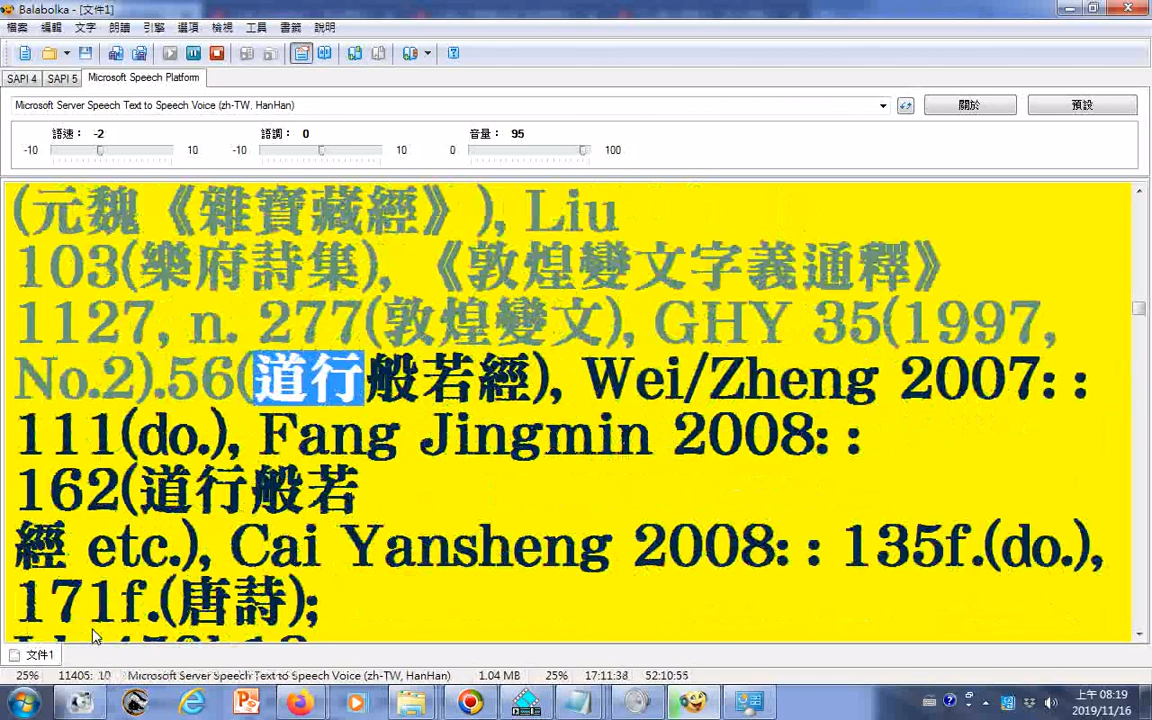 Balabolka - [文件1]
檔案 編輯 文字 朗讀 引擎 選項 檢視 工具 書籤 說明
SAPI 4 SAPI 5 Microsoft Speech Platform
Microsoft Server Speech Text to Speech Voice (zh-TW, HanHan)
關於 預設
語速： -2 語調： 0 音量： 95
-10 10 -10 10 0 100
(元魏《雜寶藏經》), Liu
103(樂府詩集), 《敦煌變文字義通釋》
1127, n. 277(敦煌變文), GHY 35(1997,
No.2).56(道行般若經), Wei/Zheng 2007: :
111(do.), Fang Jingmin 2008: :
162(道行般若
經 etc.), Cai Yansheng 2008: : 135f.(do.),
171f.(唐詩);
文件1
25% 11405: 10 Microsoft Server Speech Text to Speech Voice (zh-TW, HanHan) 1.04 MB 25% 17:11:38 52:10:55
上午 08:19
2019/11/16